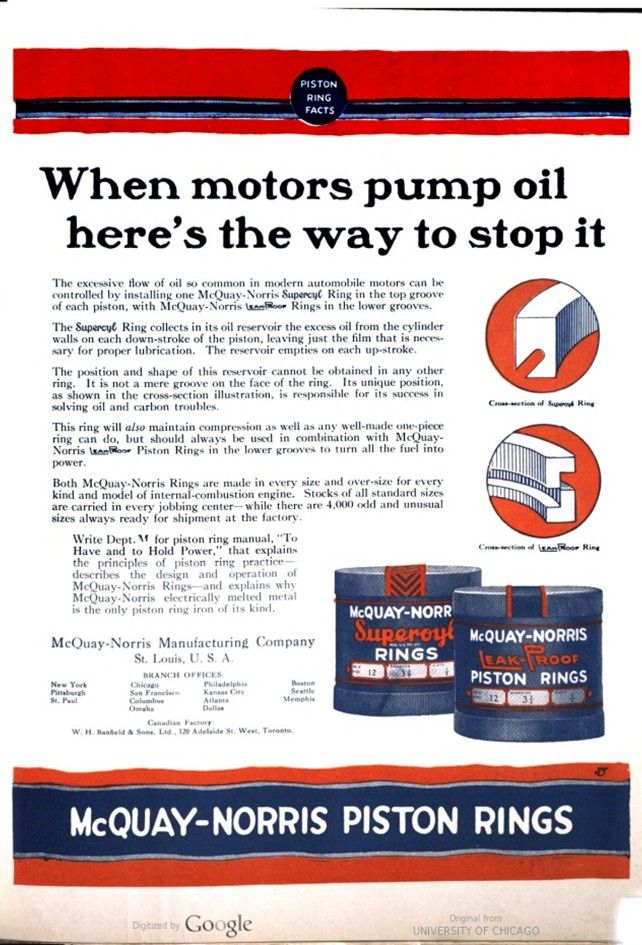 PISTON
RING
FACTS
When motors pump oil
here's the way to stop it
The excessive flow of oil so common in modern automobile motors can be
controlled by installing one McQuay-Norris Supercyl Ring in the top groove
of each piston, with McQuay-Norris LEAK-PROOF Rings in the lower grooves.
The Supercyl Ring collects in its oil reservoir the excess oil from the cylinder
walls on each down-stroke of the piston, leaving just the film that is neces-
sary for proper lubrication. The reservoir empties on each up-stroke.
The position and shape of this reservoir cannot be obtained in any other
ring. It is not a mere groove on the face of the ring. Its unique position,
as shown in the cross-section illustration, is responsible for its success in
solving oil and carbon troubles.
This ring will also maintain compression as well as any well-made one-piece
ring can do, but should always be used in combination with McQuay-
Norris LEAK-PROOF Piston Rings in the lower grooves to turn all the fuel into
power.
Both McQuay-Norris Rings are made in every size and over-size for every
kind and model of internal-combustion engine. Stocks of all standard sizes
are carried in every jobbing center—while there are 4,000 odd and unusual
sizes always ready for shipment at the factory.
Write Dept. M for piston ring manual, "To
Have and to Hold Power," that explains
the principles of piston ring practice—
describes the design and operation of
McQuay-Norris Rings—and explains why
McQuay-Norris electrically melted metal
is the only piston ring iron of its kind.
McQuay-Norris Manufacturing Company
St. Louis, U. S. A.
BRANCH OFFICES:
New York Chicago Philadelphia Boston
Pittsburgh San Francisco Kansas City Seattle
St. Paul Columbus Atlanta Memphis
Omaha Dallas
Canadian Factory:
W. H. Banfield & Sons, Ltd., 120 Adelaide St. West, Toronto.
Cross-section of Supercyl Ring
Cross-section of LEAK-PROOF Ring
McQUAY-NORR
Supercyl
RINGS
12 3¾
McQUAY-NORRIS
LEAK-PROOF
PISTON RINGS
12
McQUAY-NORRIS PISTON RINGS
Digitized by Google
Original from
UNIVERSITY OF CHICAGO